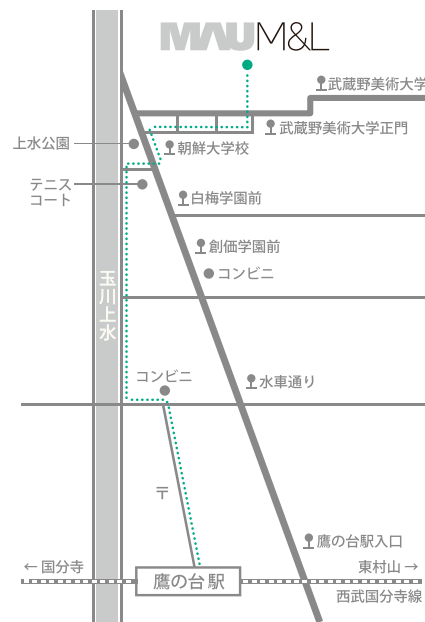 MAU M&L
武蔵野美術大学
武蔵野美術大学正門
上水公園
朝鮮大学校
テニス
コート
白梅学園前
創価学園前
コンビニ
玉川上水
コンビニ
水車通り
〒
鷹の台駅入口
← 国分寺
東村山 →
鷹の台駅
西武国分寺線